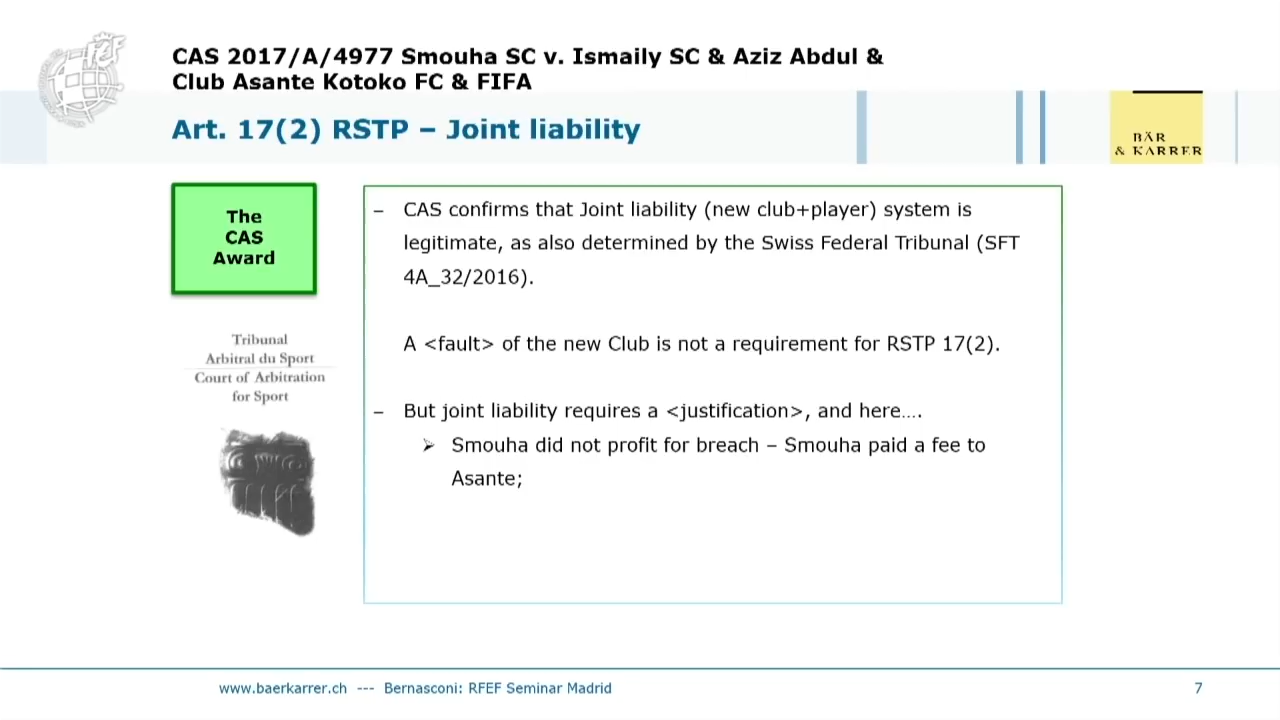 CAS 2017/A/4977 Smouha SC v. Ismaily SC & Aziz Abdul &
Club Asante Kotoko FC & FIFA
Art. 17(2) RSTP – Joint liability
BÄR
& KARRER
The
CAS
Award
– CAS confirms that Joint liability (new club+player) system is
legitimate, as also determined by the Swiss Federal Tribunal (SFT
4A_32/2016).
A <fault> of the new Club is not a requirement for RSTP 17(2).
– But joint liability requires a <justification>, and here….
➢ Smouha did not profit for breach – Smouha paid a fee to
Asante;
Tribunal
Arbitral du Sport
Court of Arbitration
for Sport
www.baerkarrer.ch --- Bernasconi: RFEF Seminar Madrid
7